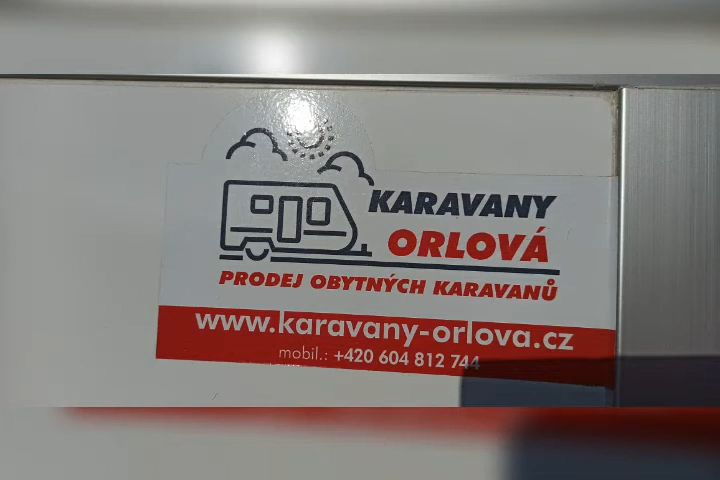 KARAVANY
ORLOVÁ
PRODEJ OBYTNÝCH KARAVANŮ
www.karavany-orlova.cz
mobil.: +420 604 812 744